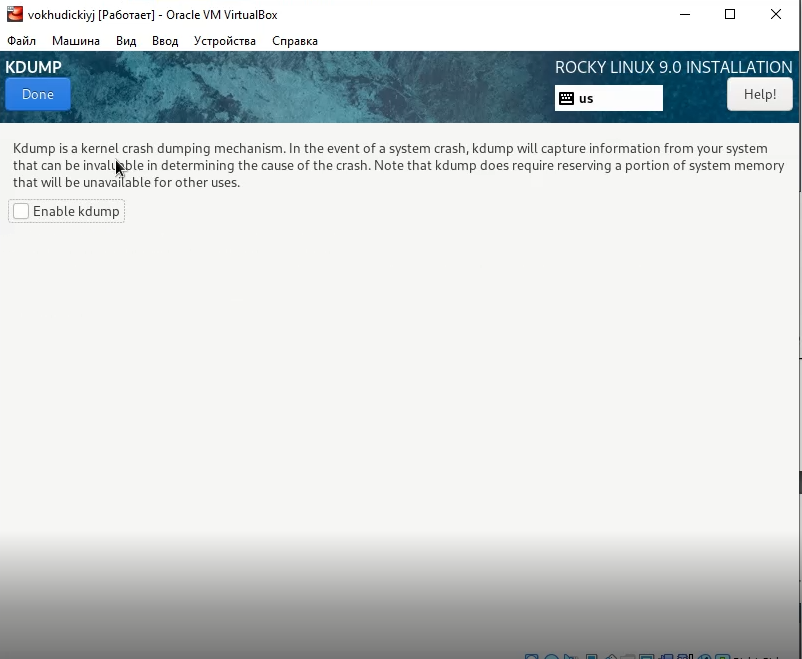 vokhudickiyj [Работает] - Oracle VM VirtualBox
Файл Машина Вид Ввод Устройства Справка
KDUMP
ROCKY LINUX 9.0 INSTALLATION
Done
us
Help!
Kdump is a kernel crash dumping mechanism. In the event of a system crash, kdump will capture information from your system
that can be invaluable in determining the cause of the crash. Note that kdump does require reserving a portion of system memory
that will be unavailable for other uses.
Enable kdump